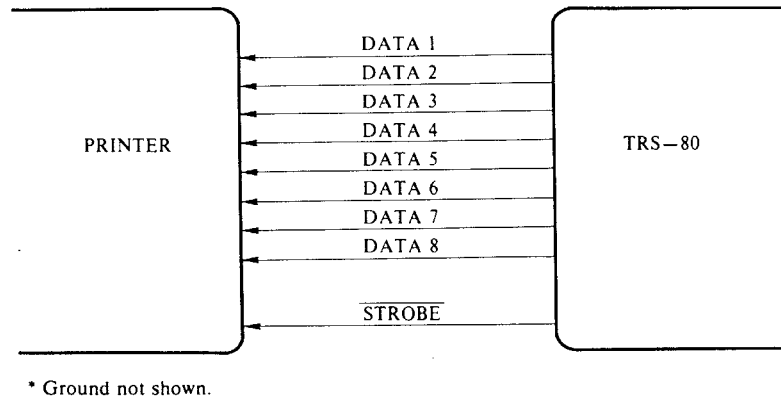 DATA 1
DATA 2
DATA 3
DATA 4
PRINTER
TRS-80
DATA 5
DATA 6
DATA 7
DATA 8
STROBE
* Ground not shown.